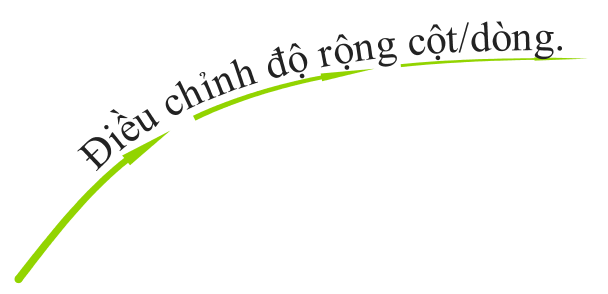 Điều chỉnh độ rộng cột/dòng.